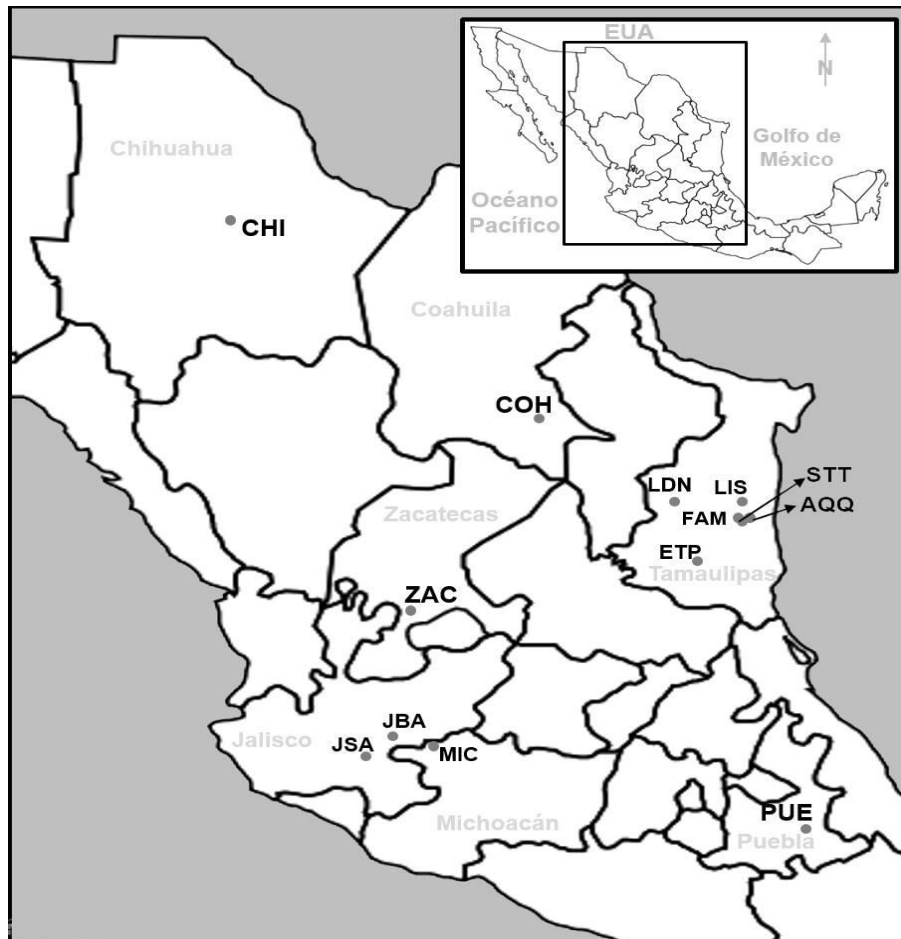 EUA
N
Golfo de
México
Océano
Pacífico
Chihuahua
CHI
Coahuila
COH
STT
LDN
LIS
AQQ
FAM
Zacatecas
ETP
Tamaulipas
ZAC
JBA
Jalisco
JSA
MIC
PUE
Michoacán
Puebla